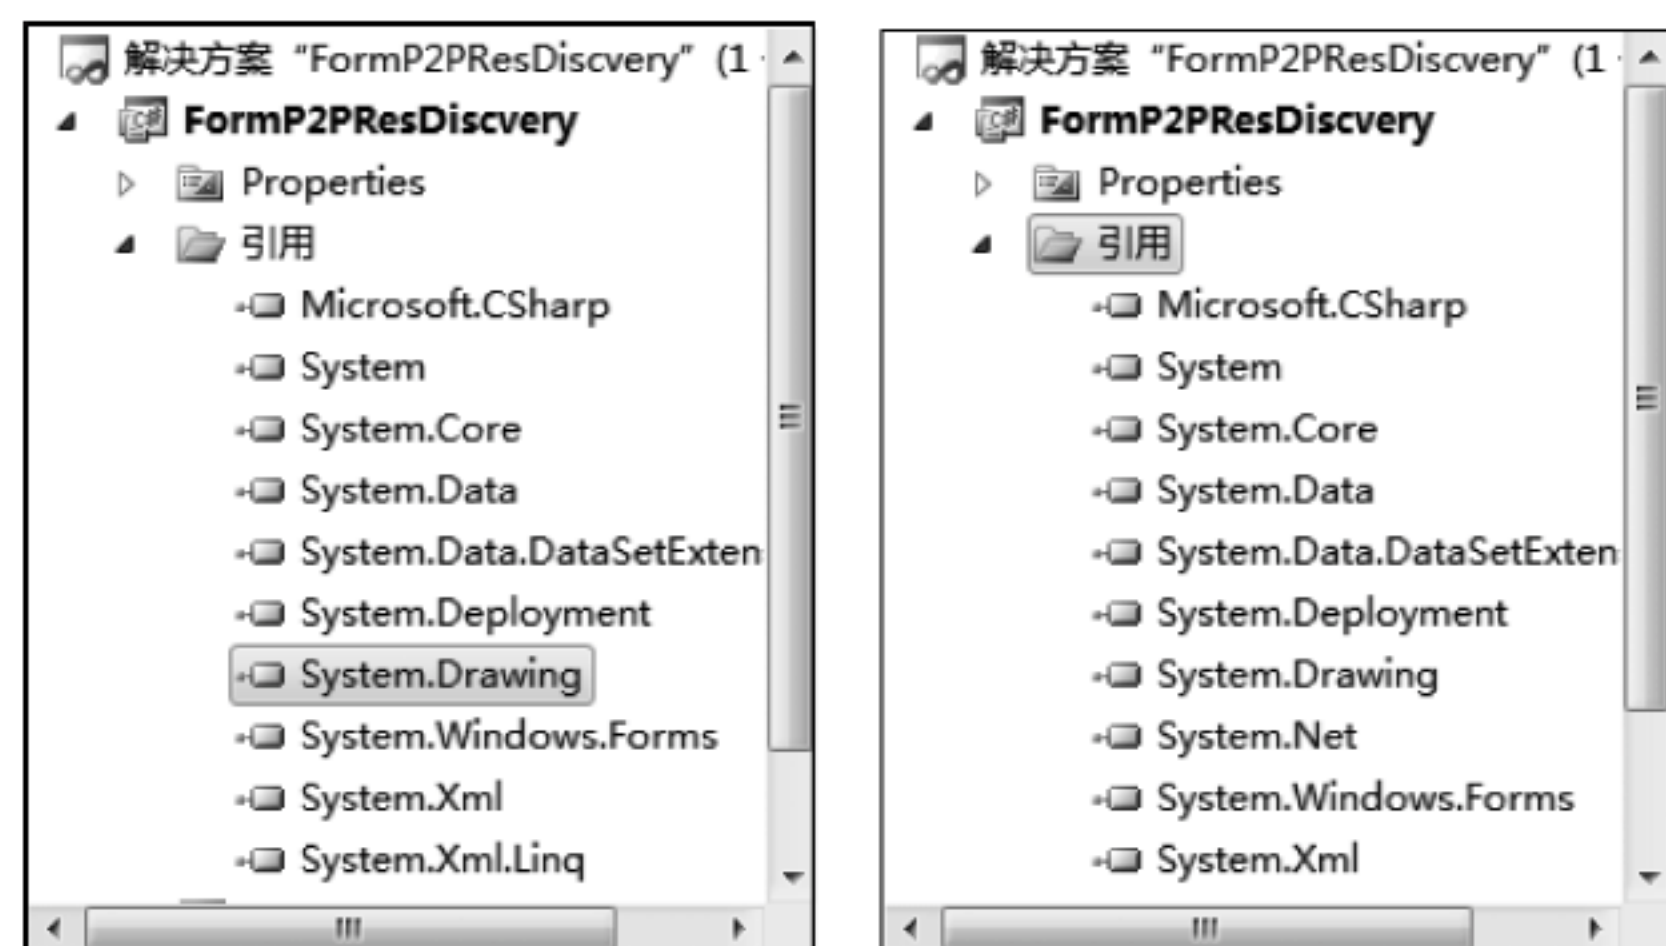 解决方案 “FormP2PResDiscvery” (1
FormP2PResDiscvery
Properties
引用
Microsoft.CSharp
System
System.Core
System.Data
System.Data.DataSetExten
System.Deployment
System.Drawing
System.Windows.Forms
System.Xml
System.Xml.Linq
解决方案 “FormP2PResDiscvery” (1
FormP2PResDiscvery
Properties
引用
Microsoft.CSharp
System
System.Core
System.Data
System.Data.DataSetExten
System.Deployment
System.Drawing
System.Net
System.Windows.Forms
System.Xml